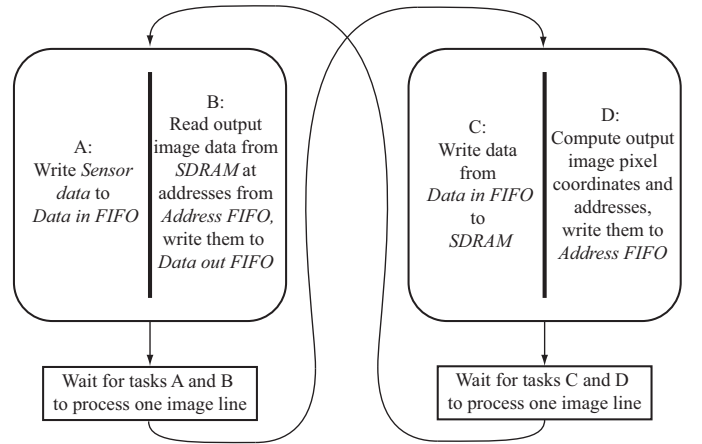 A:
Write Sensor
data to
Data in FIFO
B:
Read output
image data from
SDRAM at
addresses from
Address FIFO,
write them to
Data out FIFO
Wait for tasks A and B
to process one image line
C:
Write data
from
Data in FIFO
to
SDRAM
D:
Compute output
image pixel
coordinates and
addresses,
write them to
Address FIFO
Wait for tasks C and D
to process one image line